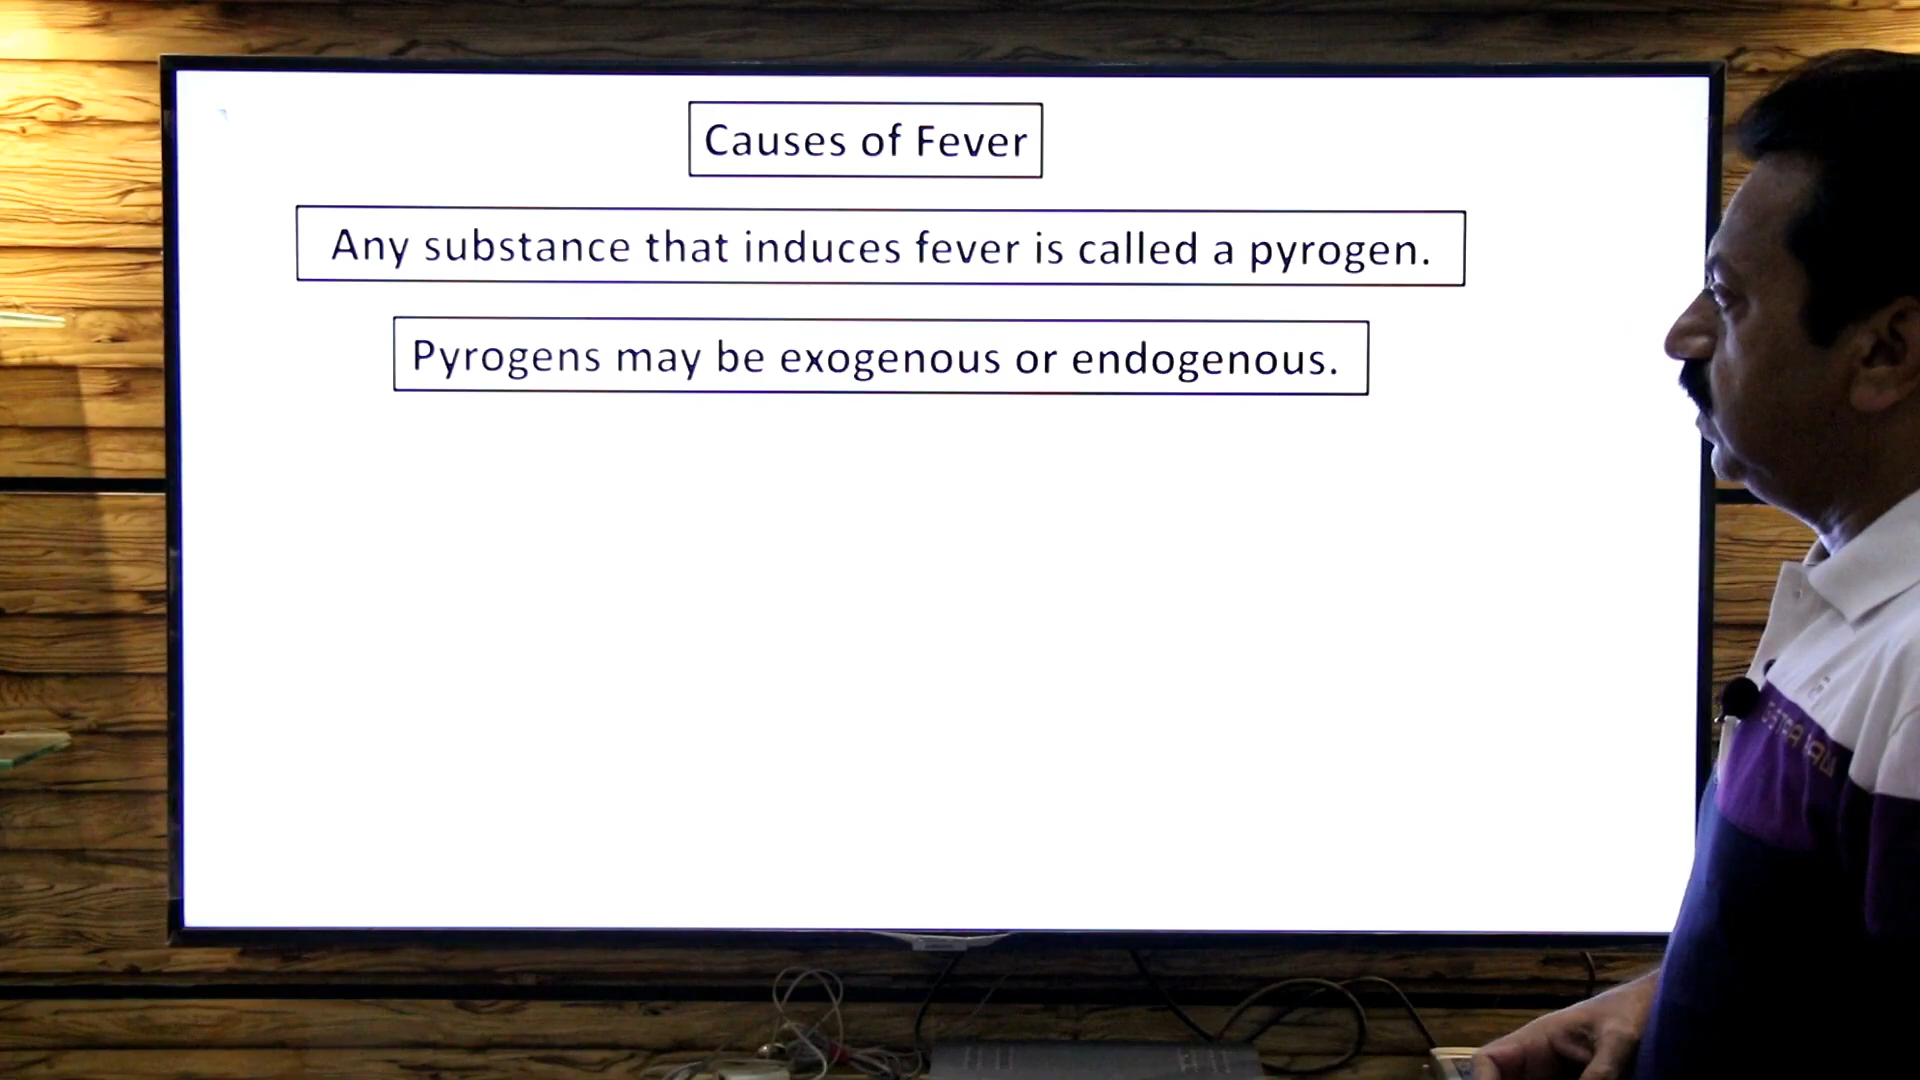 Causes of Fever
Any substance that induces fever is called a pyrogen.
Pyrogens may be exogenous or endogenous.